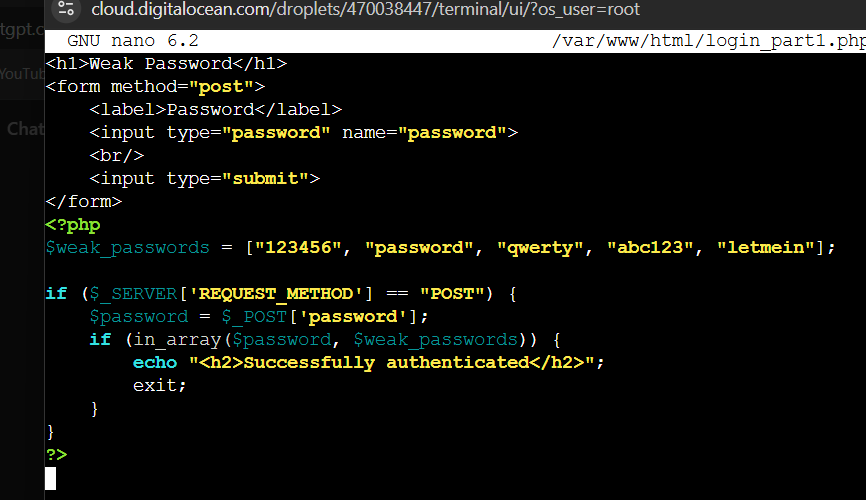 cloud.digitalocean.com/droplets/470038447/terminal/ui/?os_user=root
GNU nano 6.2 /var/www/html/login_part1.php
<h1>Weak Password</h1>
<form method="post">
    <label>Password</label>
    <input type="password" name="password">
    <br/>
    <input type="submit">
</form>
<?php
$weak_passwords = ["123456", "password", "qwerty", "abc123", "letmein"];

if ($_SERVER['REQUEST_METHOD'] == "POST") {
    $password = $_POST['password'];
    if (in_array($password, $weak_passwords)) {
        echo "<h2>Successfully authenticated</h2>";
        exit;
    }
}
?>
Chat